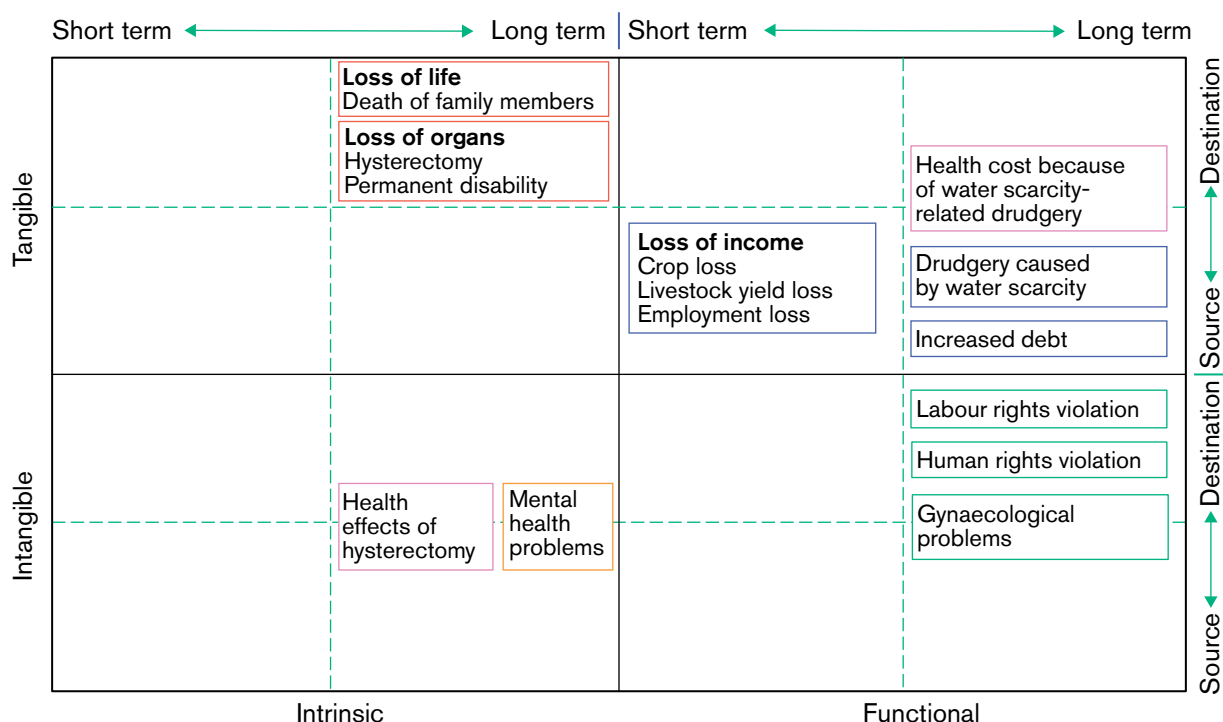 Short term
Long term
Short term
Long term
Tangible
Loss of life
Death of family members
Loss of organs
Hysterectomy
Permanent disability
Health cost because
of water scarcity-
related drudgery
Destination
Loss of income
Crop loss
Livestock yield loss
Employment loss
Drudgery caused
by water scarcity
Increased debt
Source
Intangible
Health
effects of
hysterectomy
Mental
health
problems
Labour rights violation
Human rights violation
Gynaecological
problems
Destination
Source
Intrinsic
Functional